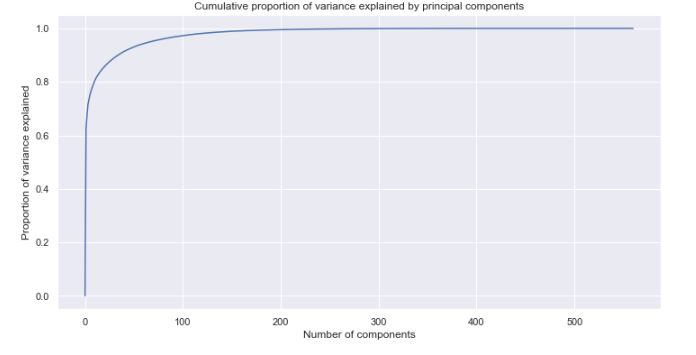 Cumulative proportion of variance explained by principal components
1.0
0.8
0.6
0.4
0.2
0.0
Proportion of variance explained
0 100 200 300 400 500
Number of components